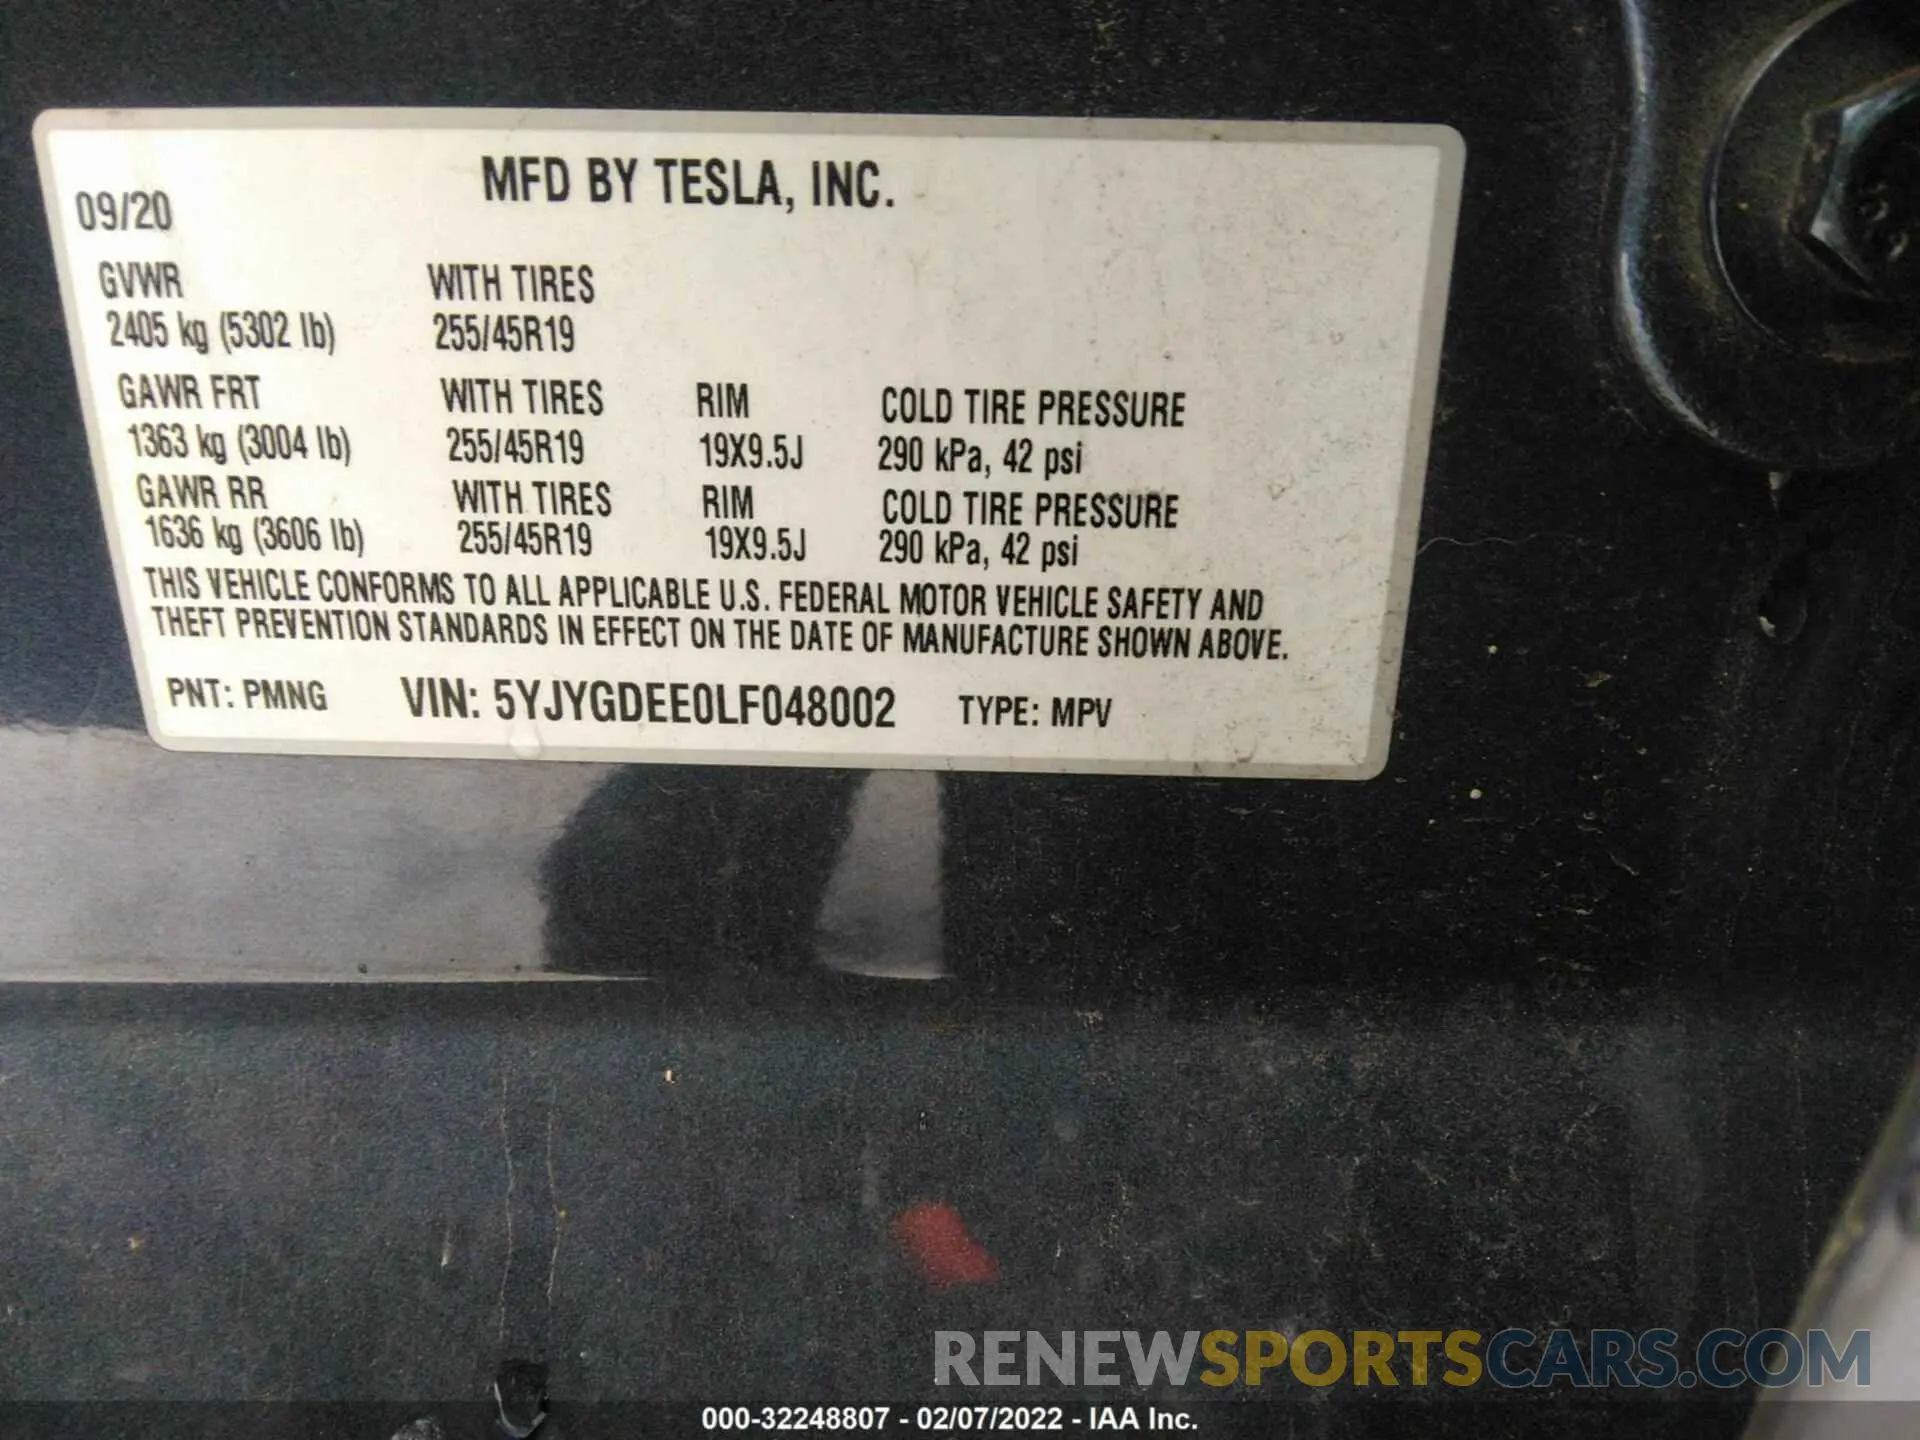 MFD BY TESLA, INC.
09/20
GVWR WITH TIRES
2405 kg (5302 lb) 255/45R19
GAWR FRT WITH TIRES RIM COLD TIRE PRESSURE
1363 kg (3004 lb) 255/45R19 19X9.5J 290 kPa, 42 psi
GAWR RR WITH TIRES RIM COLD TIRE PRESSURE
1636 kg (3606 lb) 255/45R19 19X9.5J 290 kPa, 42 psi
THIS VEHICLE CONFORMS TO ALL APPLICABLE U.S. FEDERAL MOTOR VEHICLE SAFETY AND
THEFT PREVENTION STANDARDS IN EFFECT ON THE DATE OF MANUFACTURE SHOWN ABOVE.
PNT: PMNG VIN: 5YJYGDEE0LF048002 TYPE: MPV
RENEWSPORTSCARS.COM
000-32248807 - 02/07/2022 - IAA Inc.